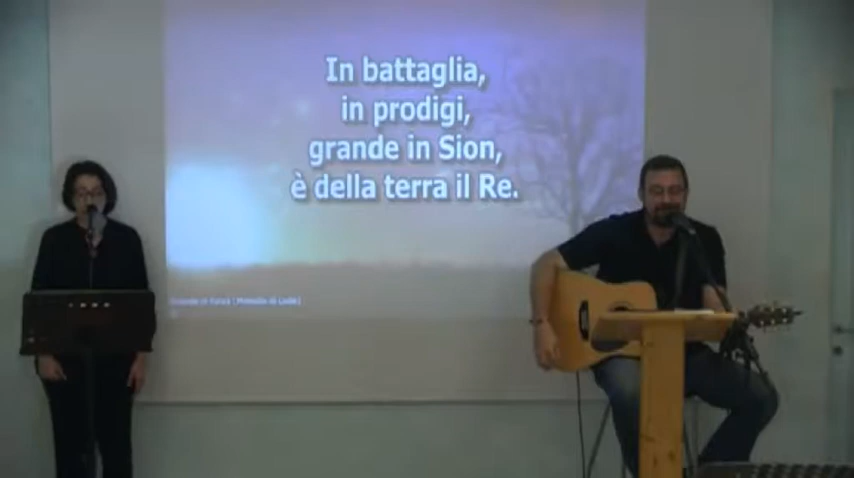 In battaglia,
in prodigi,
grande in Sion,
è della terra il Re.